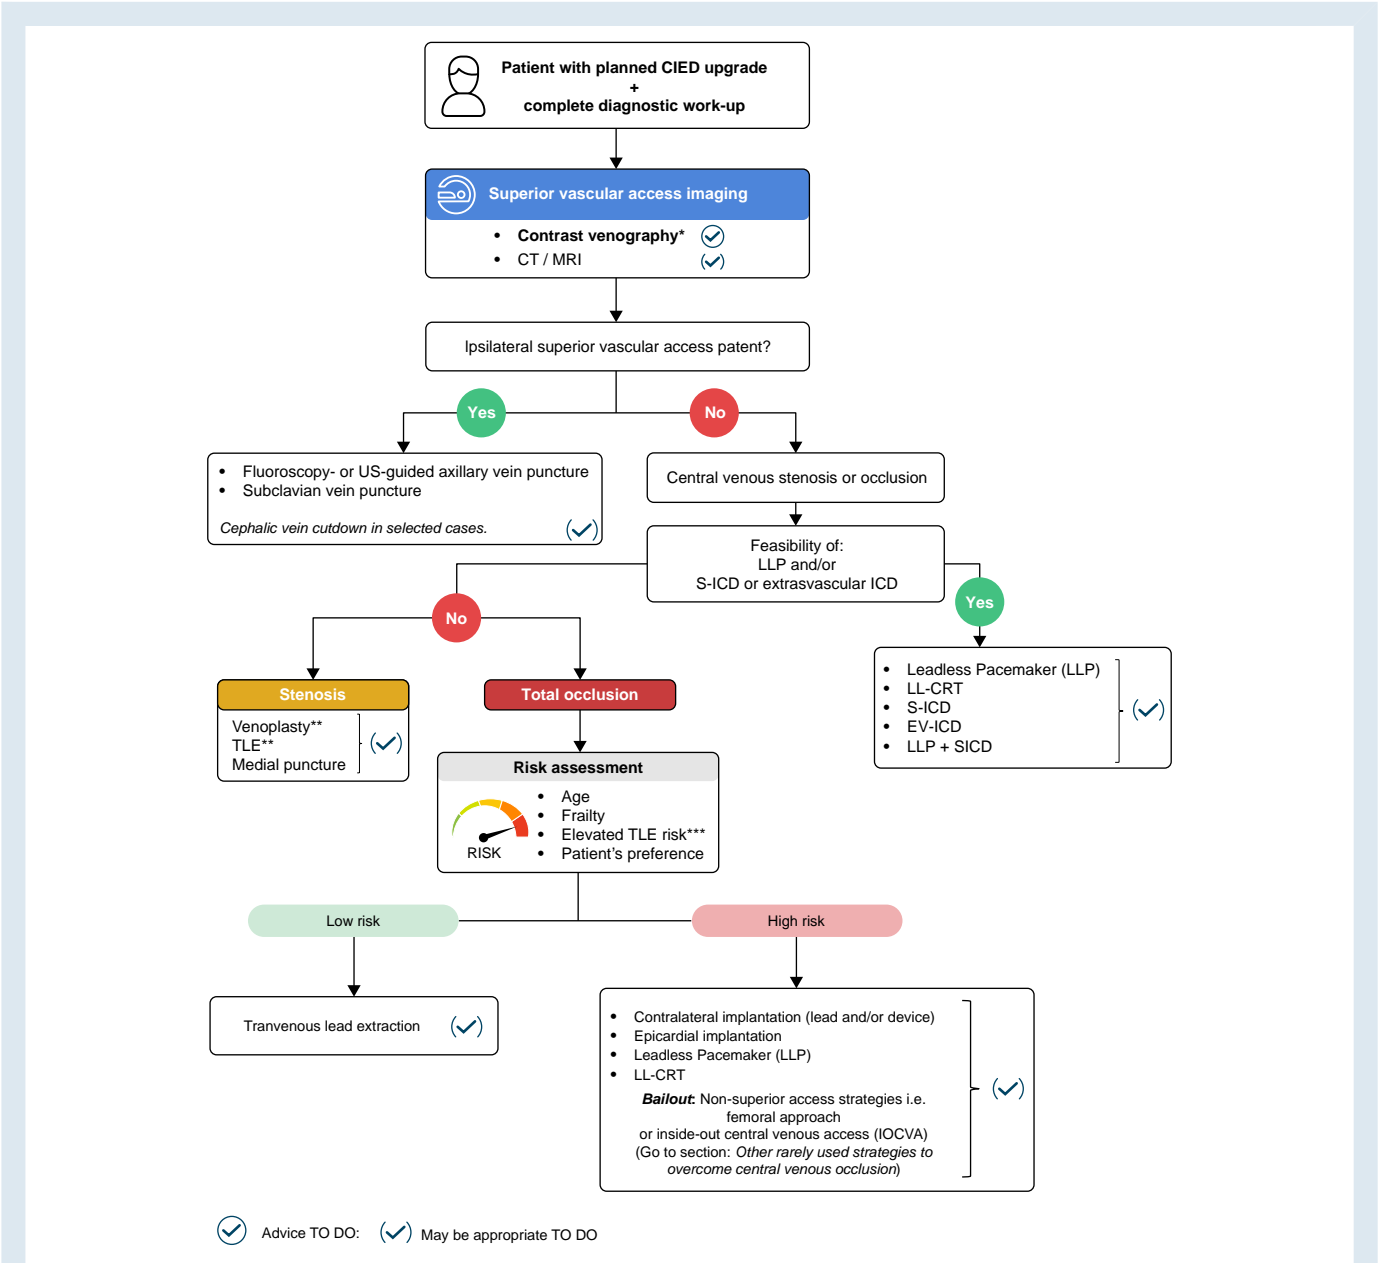 Patient with planned CIED upgrade
+
complete diagnostic work-up
Superior vascular access imaging
• Contrast venography*
• CT / MRI
Ipsilateral superior vascular access patent?
Yes
No
• Fluoroscopy- or US-guided axillary vein puncture
• Subclavian vein puncture
Cephalic vein cutdown in selected cases.
Central venous stenosis or occlusion
Feasibility of:
LLP and/or
S-ICD or extrasvascular ICD
No
Yes
• Leadless Pacemaker (LLP)
• LL-CRT
• S-ICD
• EV-ICD
• LLP + SICD
Stenosis
Venoplasty**
TLE**
Medial puncture
Total occlusion
Risk assessment
• Age
• Frailty
• Elevated TLE risk***
• Patient's preference
RISK
Low risk
High risk
Tranvenous lead extraction
• Contralateral implantation (lead and/or device)
• Epicardial implantation
• Leadless Pacemaker (LLP)
• LL-CRT
Bailout: Non-superior access strategies i.e.
femoral approach
or inside-out central venous access (IOCVA)
(Go to section: Other rarely used strategies to
overcome central venous occlusion)
Advice TO DO:
May be appropriate TO DO